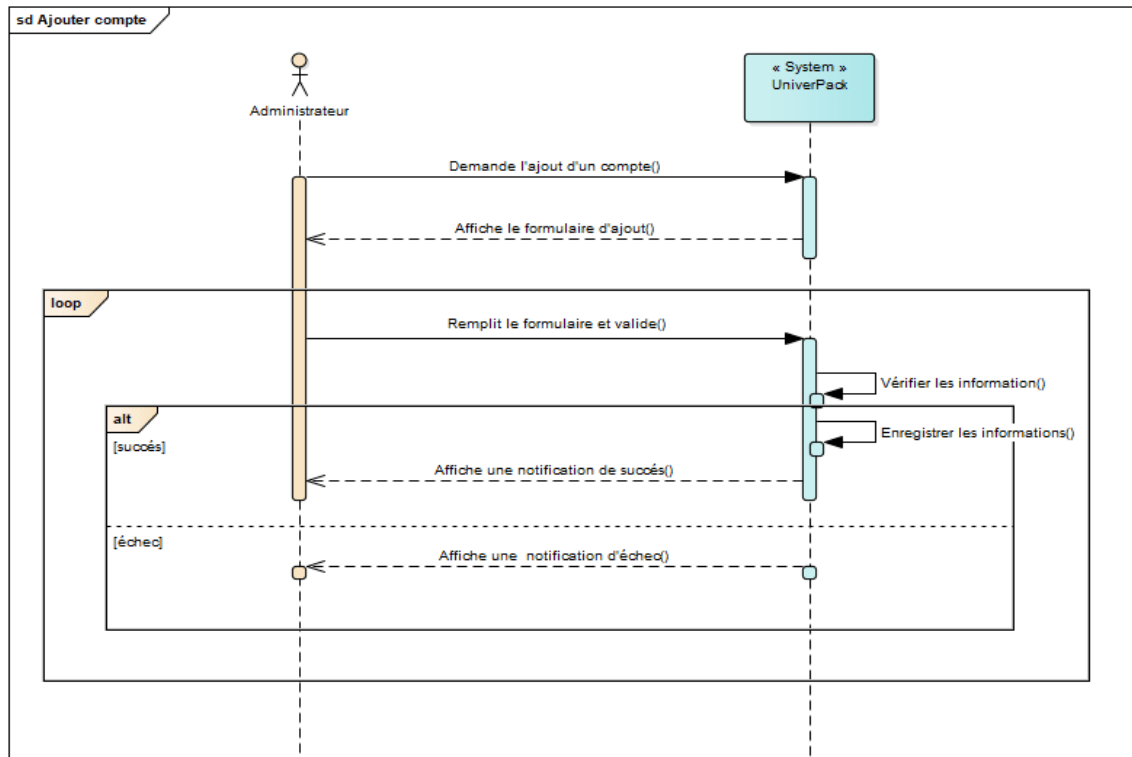 sd Ajouter compte
« System »
UniverPack
Administrateur
Demande l'ajout d'un compte()
Affiche le formulaire d'ajout()
loop
Remplit le formulaire et valide()
Vérifier les information()
alt
[succés]
Enregistrer les informations()
Affiche une notification de succés()
[échec]
Affiche une  notification d'échec()